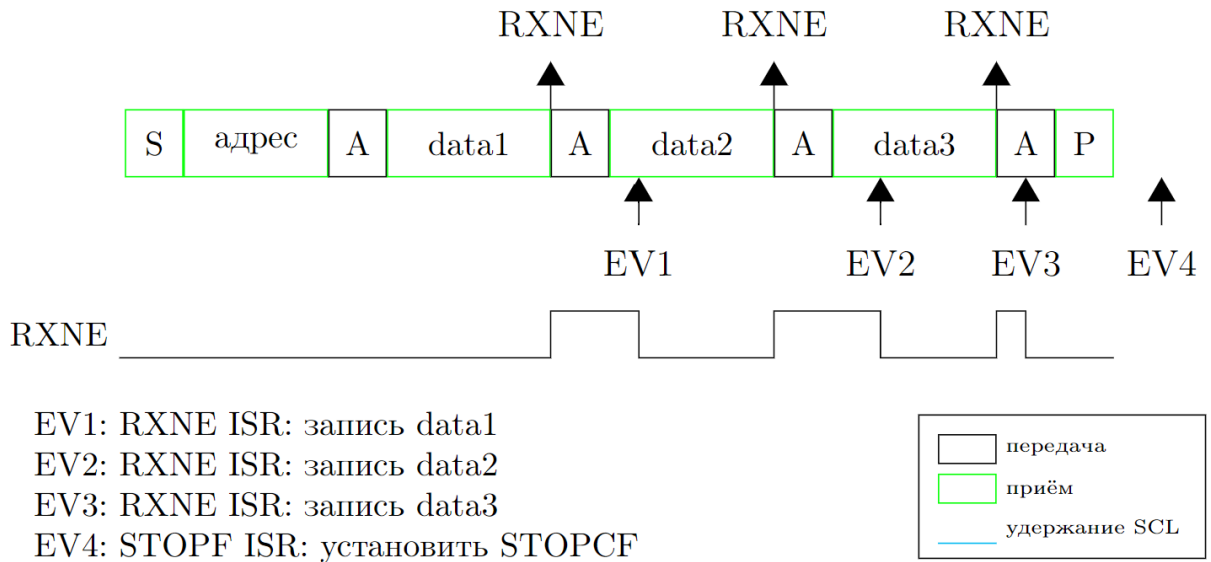 RXNE RXNE RXNE
S адрес A data1 A data2 A data3 A P
EV1 EV2 EV3 EV4
RXNE
EV1: RXNE ISR: запись data1
EV2: RXNE ISR: запись data2
EV3: RXNE ISR: запись data3
EV4: STOPF ISR: установить STOPCF
передача
приём
удержание SCL